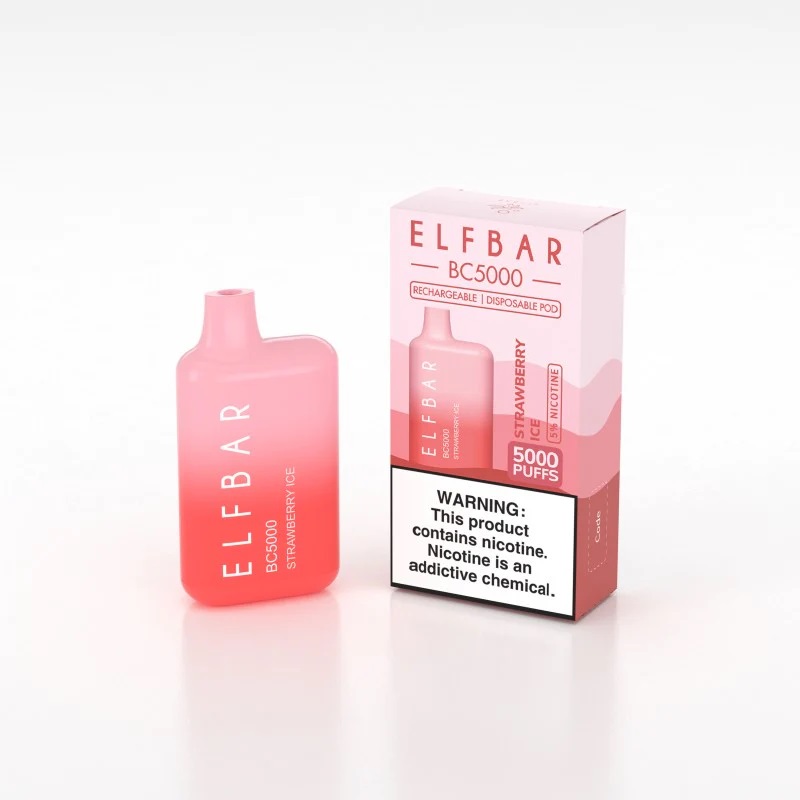 ELFBAR
BC5000
STRAWBERRY ICE
ELFBAR
BC5000
RECHARGEABLE | DISPOSABLE POD
ELFBAR
BC5000
STRAWBERRY ICE
STRAWBERRY
ICE
5% NICOTINE
5000
PUFFS
WARNING:
This product
contains nicotine.
Nicotine is an
addictive chemical.
Code